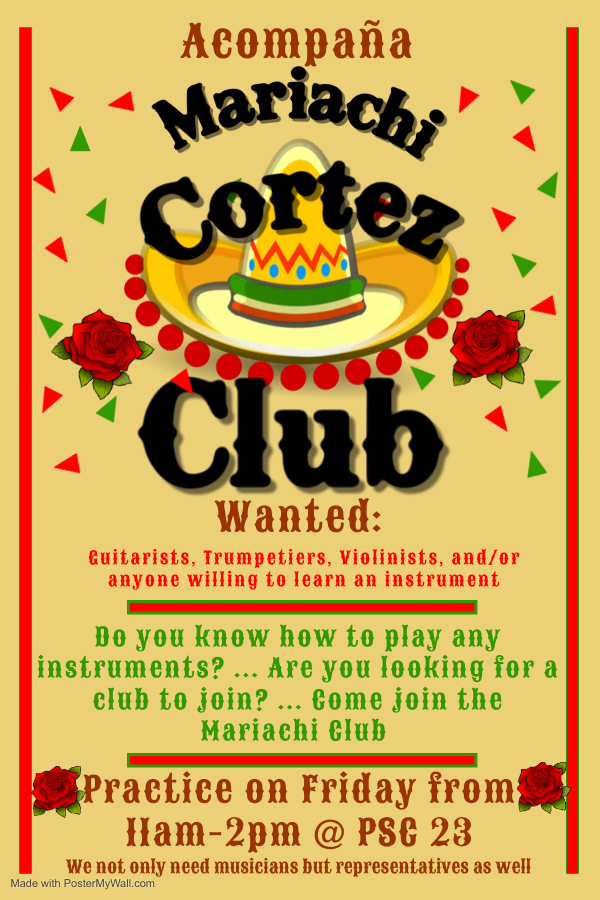 Acompaña
Mariachi
Cortez
Club
Wanted:
Guitarists, Trumpetiers, Violinists, and/or
anyone willing to learn an instrument
Do you know how to play any
instruments? ... Are you looking for a
club to join? ... Come join the
Mariachi Club
Practice on Friday from
11am-2pm @ PSC 23
We not only need musicians but representatives as well
Made with PosterMyWall.com